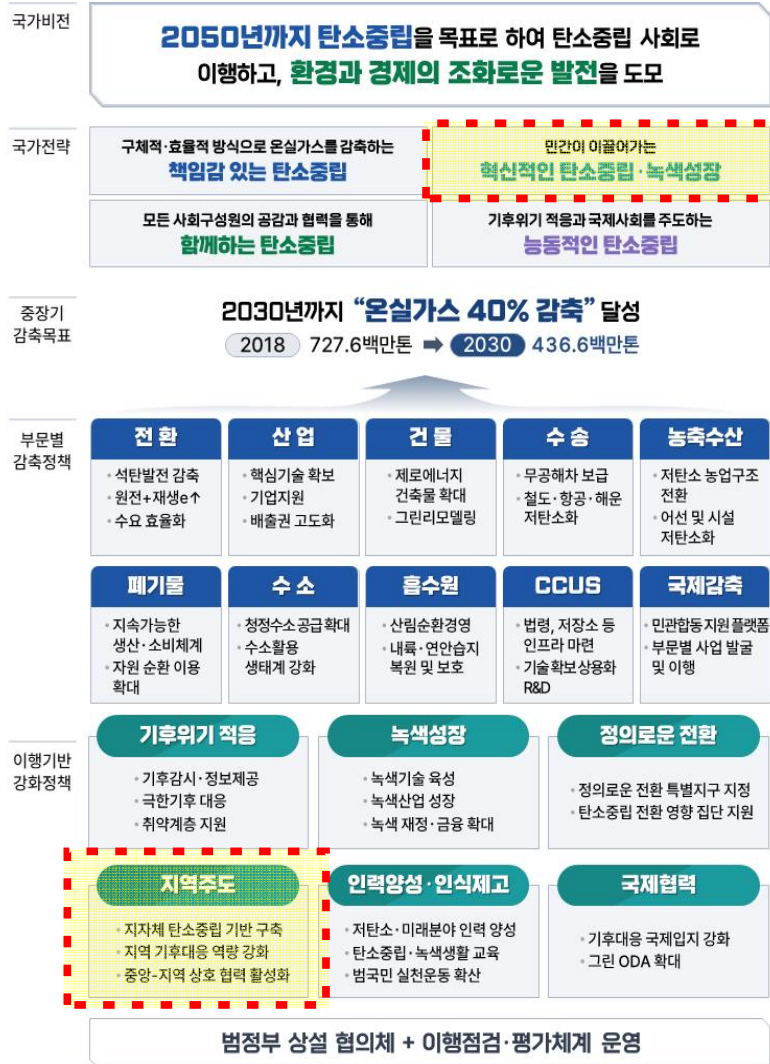 국가비전
2050년까지 탄소중립을 목표로 하여 탄소중립 사회로
이행하고, 환경과 경제의 조화로운 발전을 도모
국가전략
구체적·효율적 방식으로 온실가스를 감축하는
책임감 있는 탄소중립
민간이 이끌어가는
혁신적인 탄소중립·녹색성장
모든 사회구성원의 공감과 협력을 통해
함께하는 탄소중립
기후위기 적응과 국제사회를 주도하는
능동적인 탄소중립
중장기
감축목표
2030년까지 “온실가스 40% 감축” 달성
2018 727.6백만톤 ➡ 2030 436.6백만톤
부문별
감축정책
전환
• 석탄발전 감축
• 원전+재생e↑
• 수요 효율화
산업
• 핵심기술 확보
• 기업지원
• 배출권 고도화
건물
• 제로에너지
건축물 확대
• 그린리모델링
수송
• 무공해차 보급
• 철도·항공·해운
저탄소화
농축수산
• 저탄소 농업구조
전환
• 어선 및 시설
저탄소화
폐기물
• 지속가능한
생산·소비체계
• 자원 순환 이용
확대
수소
• 청정수소 공급 확대
• 수소활용
생태계 강화
흡수원
• 산림순환경영
• 내륙·연안습지
복원 및 보호
CCUS
• 법령, 저장소 등
인프라 마련
• 기술확보 상용화
R&D
국제감축
• 민관합동 지원 플랫폼
• 부문별 사업 발굴
및 이행
이행기반
강화정책
기후위기 적응
• 기후감시·정보제공
• 극한기후 대응
• 취약계층 지원
녹색성장
• 녹색기술 육성
• 녹색산업 성장
• 녹색 재정·금융 확대
정의로운 전환
• 정의로운 전환 특별지구 지정
• 탄소중립 전환 영향 집단 지원
지역주도
• 지자체 탄소중립 기반 구축
• 지역 기후대응 역량 강화
• 중앙-지역 상호 협력 활성화
인력양성·인식제고
• 저탄소·미래분야 인력 양성
• 탄소중립·녹색생활 교육
• 범국민 실천운동 확산
국제협력
• 기후대응 국제입지 강화
• 그린 ODA 확대
범정부 상설 협의체 + 이행점검·평가체계 운영